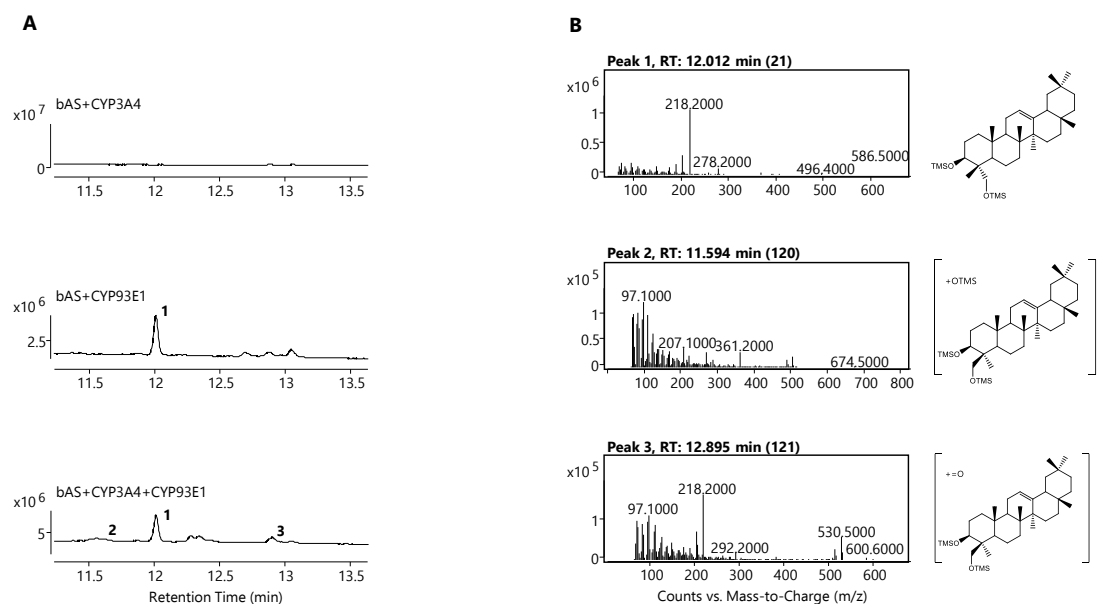 A
x10 7
bAS+CYP3A4
0
11.5 12 12.5 13 13.5
x10 6
bAS+CYP93E1
1
2.5
11.5 12 12.5 13 13.5
x10 6
bAS+CYP3A4+CYP93E1
1
2
3
5
11.5 12 12.5 13 13.5
Retention Time (min)
B
Peak 1, RT: 12.012 min (21)
x10 6
1
0.5
0
218.2000
278.2000
496.4000
586.5000
100 200 300 400 500 600
TMSO
OTMS
Peak 2, RT: 11.594 min (120)
x10 5
1
0.5
0
97.1000
207.1000
361.2000
674.5000
100 200 300 400 500 600 700 800
+OTMS
TMSO
OTMS
Peak 3, RT: 12.895 min (121)
x10 5
1
0
218.2000
97.1000
292.2000
530.5000
600.6000
100 200 300 400 500 600
Counts vs. Mass-to-Charge (m/z)
+=O
TMSO
OTMS